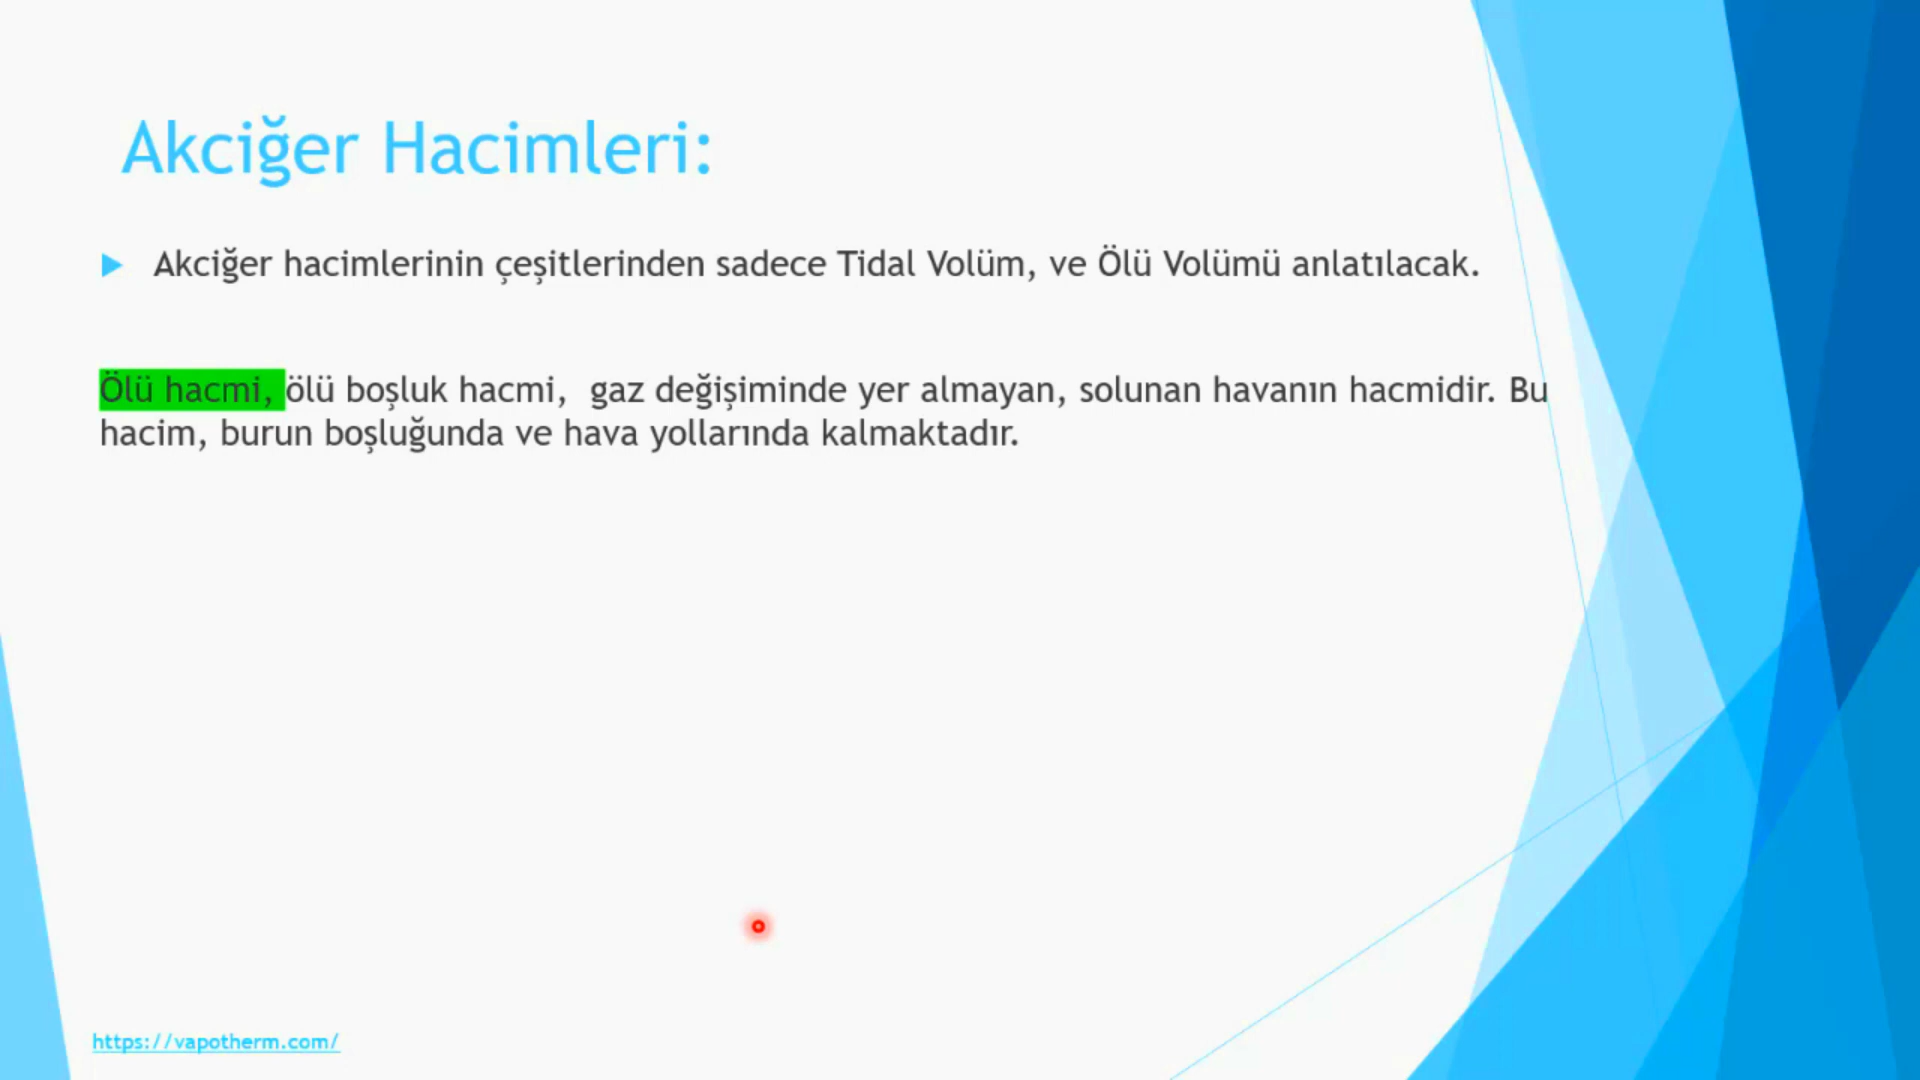 Akciğer Hacimleri:
Akciğer hacimlerinin çeşitlerinden sadece Tidal Volüm, ve Ölü Volümü anlatılacak.
Ölü hacmi, ölü boşluk hacmi,  gaz değişiminde yer almayan, solunan havanın hacmidir. Bu
hacim, burun boşluğunda ve hava yollarında kalmaktadır.
https://vapotherm.com/